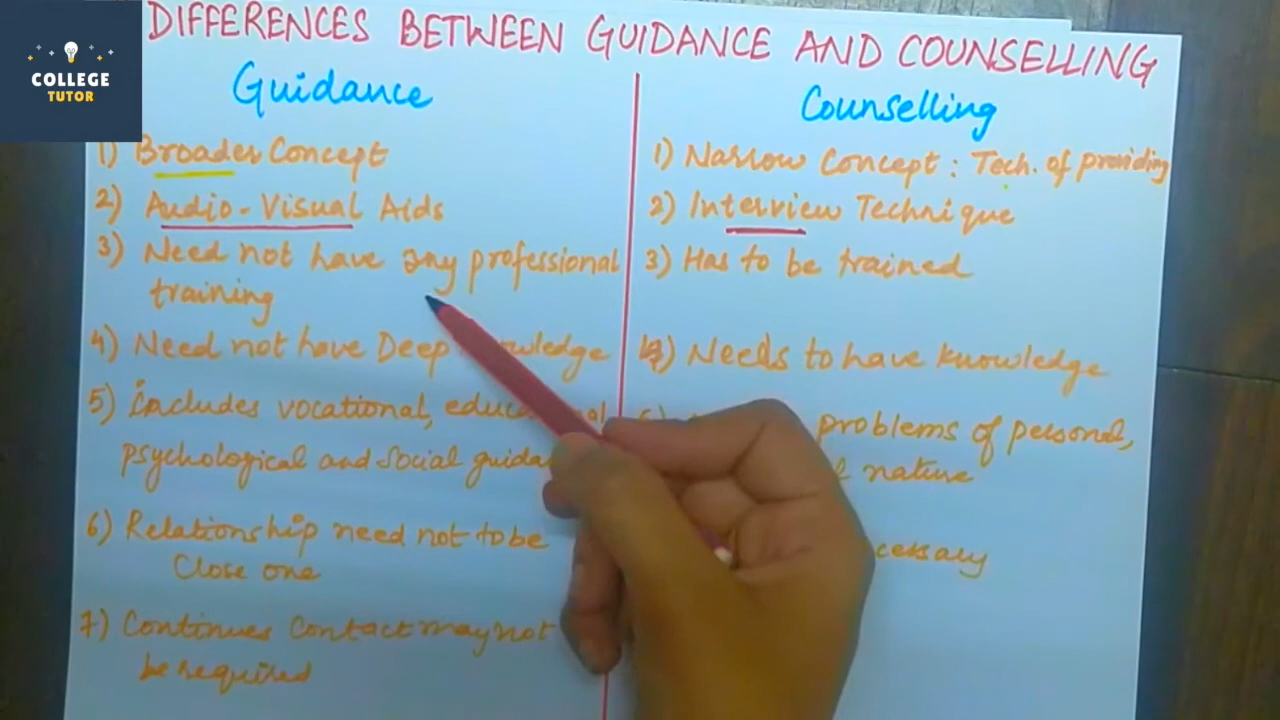 COLLEGE
TUTOR
DIFFERENCES BETWEEN GUIDANCE AND COUNSELLING
Guidance
1) Broader Concept
2) Audio-Visual Aids
3) Need not have any professional
training
4) Need not have Deep
5) includes vocational,
psychological and Social
6) Relationship need not to be
Close one
7) Continues Contact may not
be required
Counselling
1) Narrow Concept : Tech. of providing
2) Interview Technique
3) Has to be trained
4) Needs to have knowledge
problems of personal,
nature